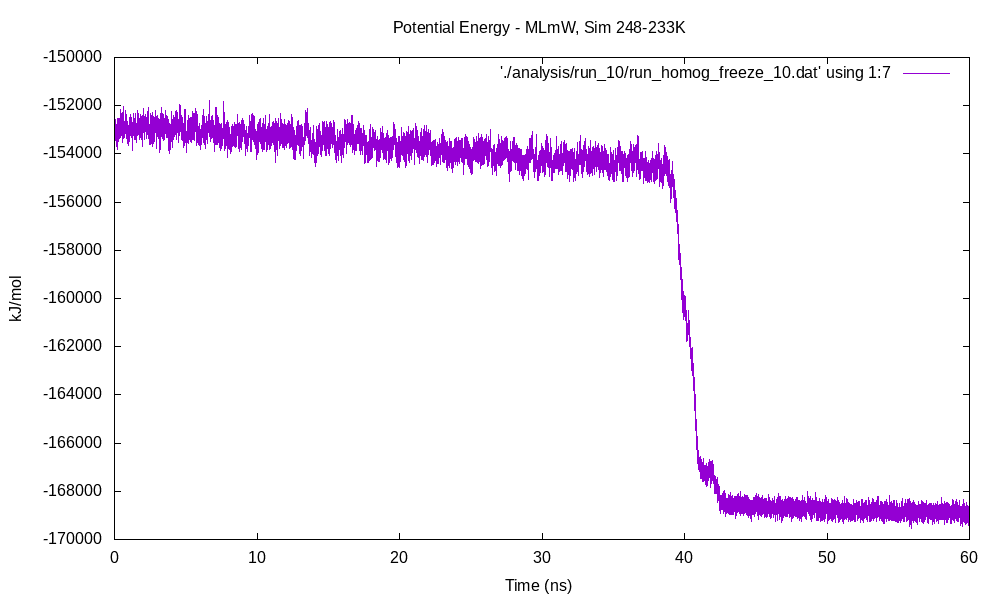 Potential Energy - MLmW, Sim 248-233K
'./analysis/run_10/run_homog_freeze_10.dat' using 1:7
-150000
-152000
-154000
-156000
-158000
-160000
-162000
-164000
-166000
-168000
-170000
kJ/mol
0 10 20 30 40 50 60
Time (ns)